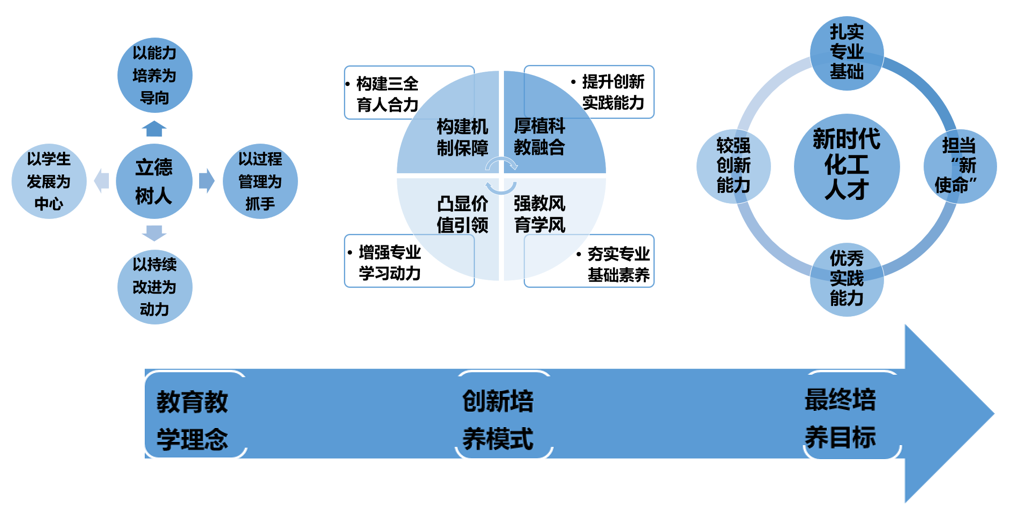 以能力
培养为
导向
以学生
发展为
中心
立德
树人
以过程
管理为
抓手
以持续
改进为
动力
• 构建三全
育人合力
• 提升创新
实践能力
构建机
制保障
厚植科
教融合
凸显价
值引领
强教风
育学风
• 增强专业
学习动力
• 夯实专业
基础素养
扎实
专业
基础
较强
创新
能力
新时代
化工
人才
担当
“新
使命”
优秀
实践
能力
教育教
学理念
创新培
养模式
最终培
养目标